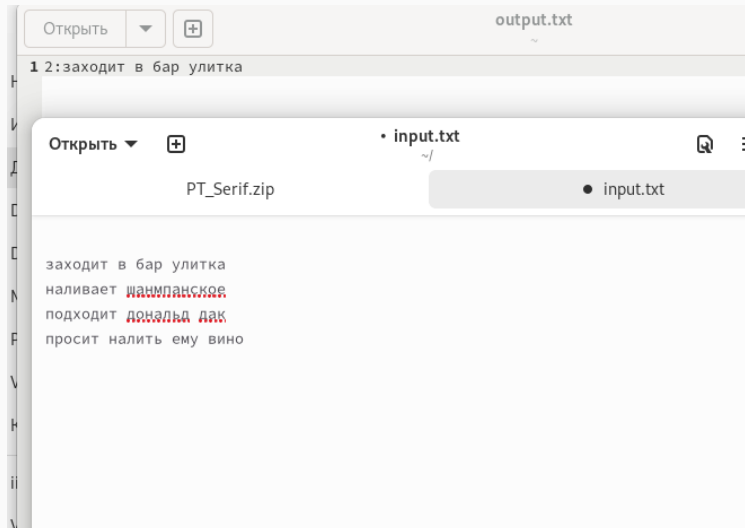 Открыть
output.txt
~
1 2:заходит в бар улитка
Открыть
• input.txt
~/
PT_Serif.zip
● input.txt
заходит в бар улитка
наливает шанмпанское
подходит дональд дак
просит налить ему вино